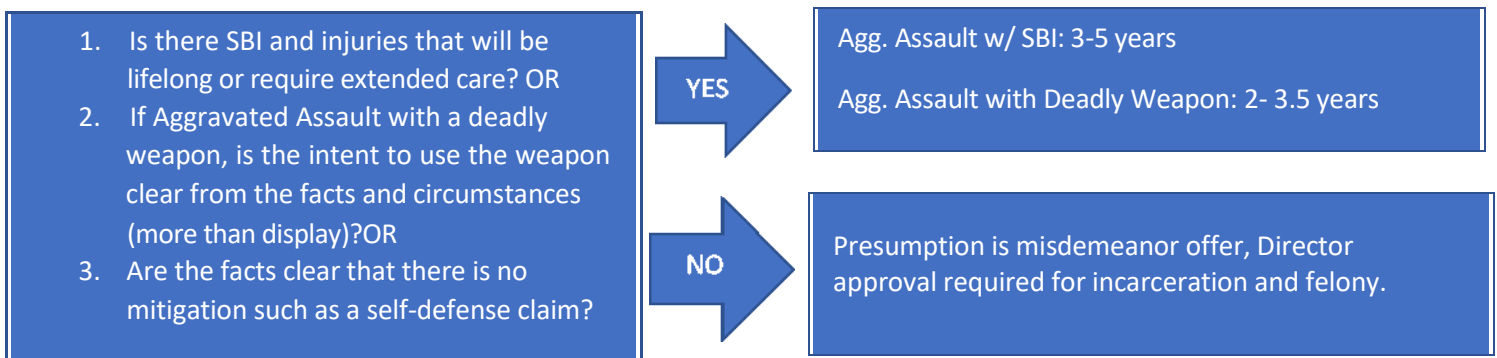 1. Is there SBI and injuries that will be
lifelong or require extended care? OR
2. If Aggravated Assault with a deadly
weapon, is the intent to use the weapon
clear from the facts and circumstances
(more than display)?OR
3. Are the facts clear that there is no
mitigation such as a self-defense claim?
YES
Agg. Assault w/ SBI: 3-5 years
Agg. Assault with Deadly Weapon: 2- 3.5 years
NO
Presumption is misdemeanor offer, Director
approval required for incarceration and felony.